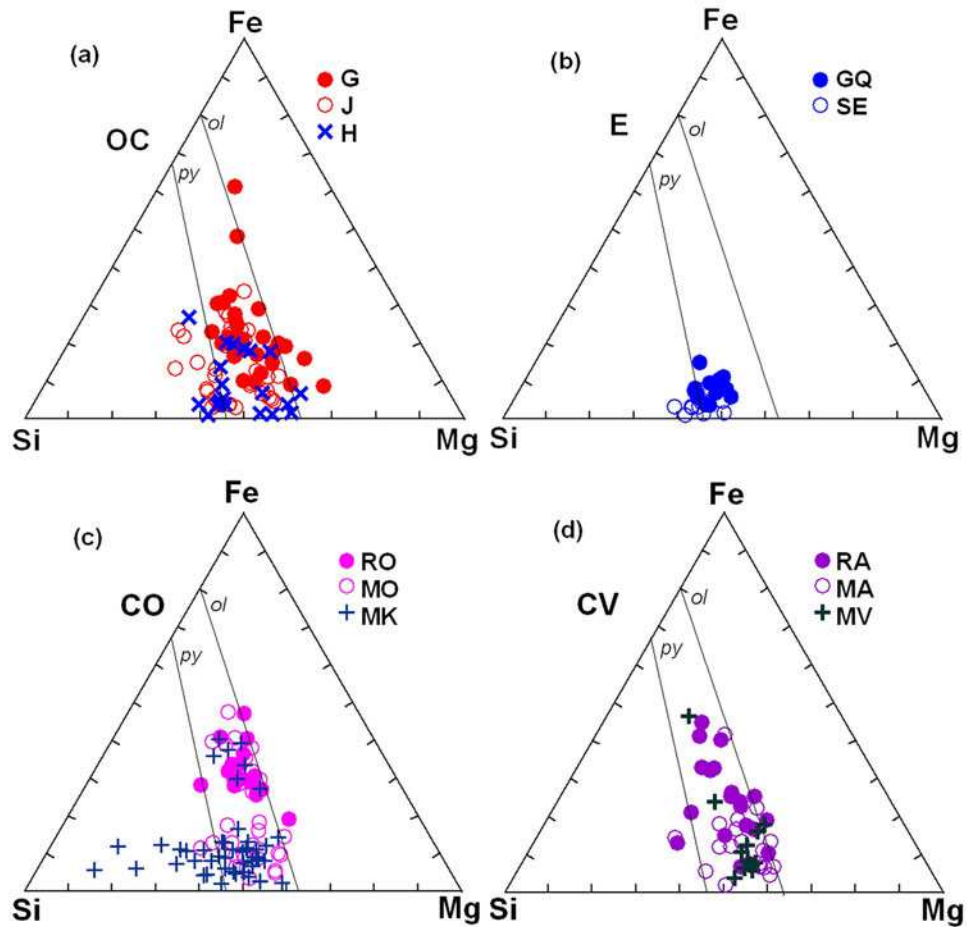 Fe
(a)
G
J
H
OC
ol
py
Si
Mg
Fe
(b)
GQ
SE
E
ol
py
Si
Mg
Fe
(c)
RO
MO
MK
CO
ol
py
Si
Mg
Fe
(d)
RA
MA
MV
CV
ol
py
Si
Mg